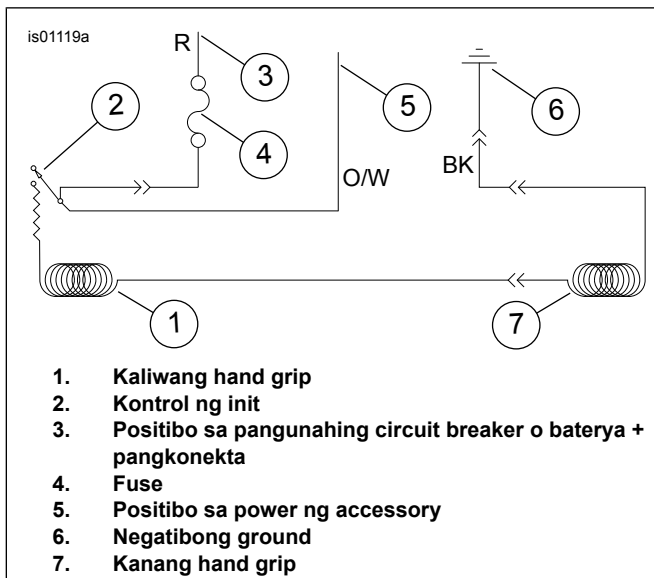 is01119a
R
3
2
5
6
4
O/W
BK
1
7
1. Kaliwang hand grip
2. Kontrol ng init
3. Positibo sa pangunahing circuit breaker o baterya +
pangkonekta
4. Fuse
5. Positibo sa power ng accessory
6. Negatibong ground
7. Kanang hand grip